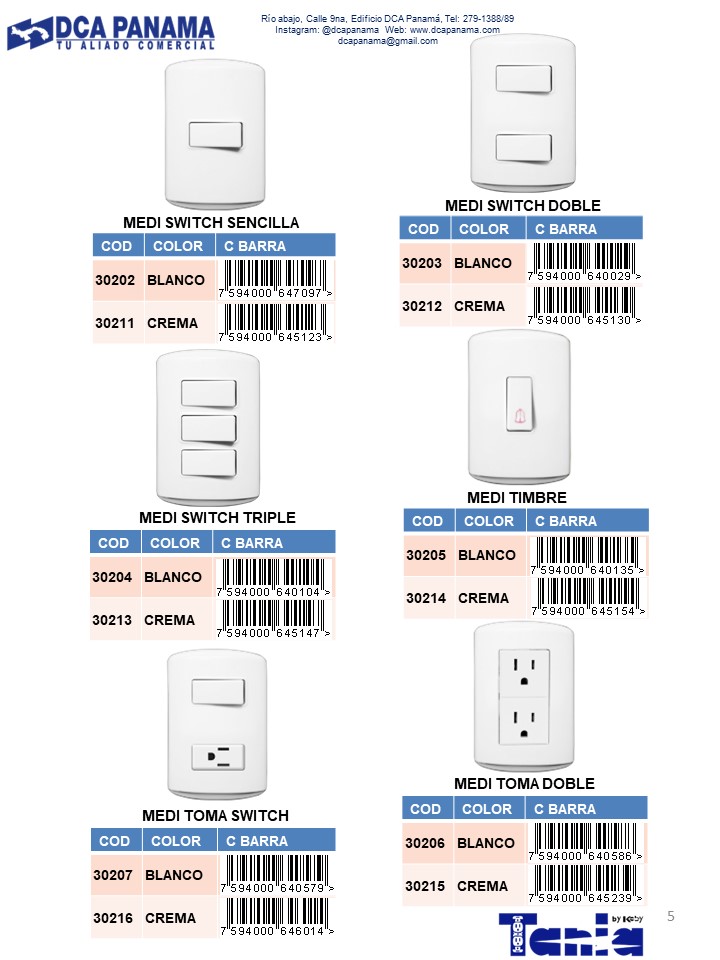 DCA PANAMA
TU ALIADO COMERCIAL
Río abajo, Calle 9na, Edificio DCA Panamá, Tel: 279-1388/89
Instagram: @dcapanama Web: www.dcapanama.com
dcapanama@gmail.com
MEDI SWITCH SENCILLA
COD COLOR C BARRA
30202 BLANCO 7 594000 647097 >
30211 CREMA 7 594000 645123 >
MEDI SWITCH DOBLE
COD COLOR C BARRA
30203 BLANCO 7 594000 640029 >
30212 CREMA 7 594000 645130 >
MEDI SWITCH TRIPLE
COD COLOR C BARRA
30204 BLANCO 7 594000 640104 >
30213 CREMA 7 594000 645147 >
MEDI TIMBRE
COD COLOR C BARRA
30205 BLANCO 7 594000 640135 >
30214 CREMA 7 594000 645154 >
MEDI TOMA SWITCH
COD COLOR C BARRA
30207 BLANCO 7 594000 640579 >
30216 CREMA 7 594000 646014 >
MEDI TOMA DOBLE
COD COLOR C BARRA
30206 BLANCO 7 594000 640586 >
30215 CREMA 7 594000 645239 >
5
Tania by Keby